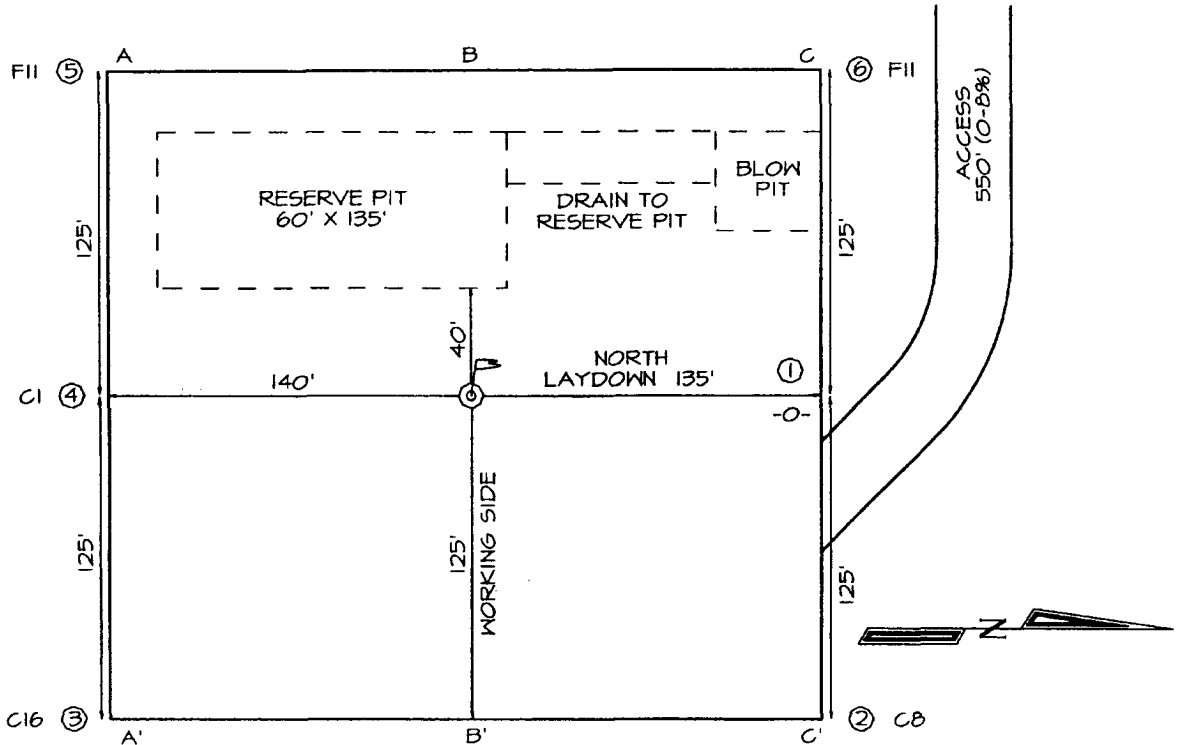 A
B
C
F11 ⑤
⑥ F11
ACCESS
550' (0-8%)
BLOW
PIT
RESERVE PIT
60' X 135'
DRAIN TO
RESERVE PIT
125'
125'
40'
NORTH
LAYDOWN 135'
①
140'
C1 ④
-0-
WORKING SIDE
125'
125'
125'
N
C16 ③
② C8
A'
B'
C'